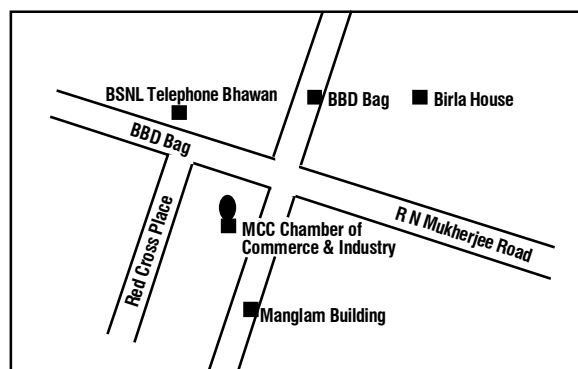 BSNL Telephone Bhawan
BBD Bag
Birla House
BBD Bag
Red Cross Place
MCC Chamber of
Commerce & Industry
R N Mukherjee Road
Manglam Building